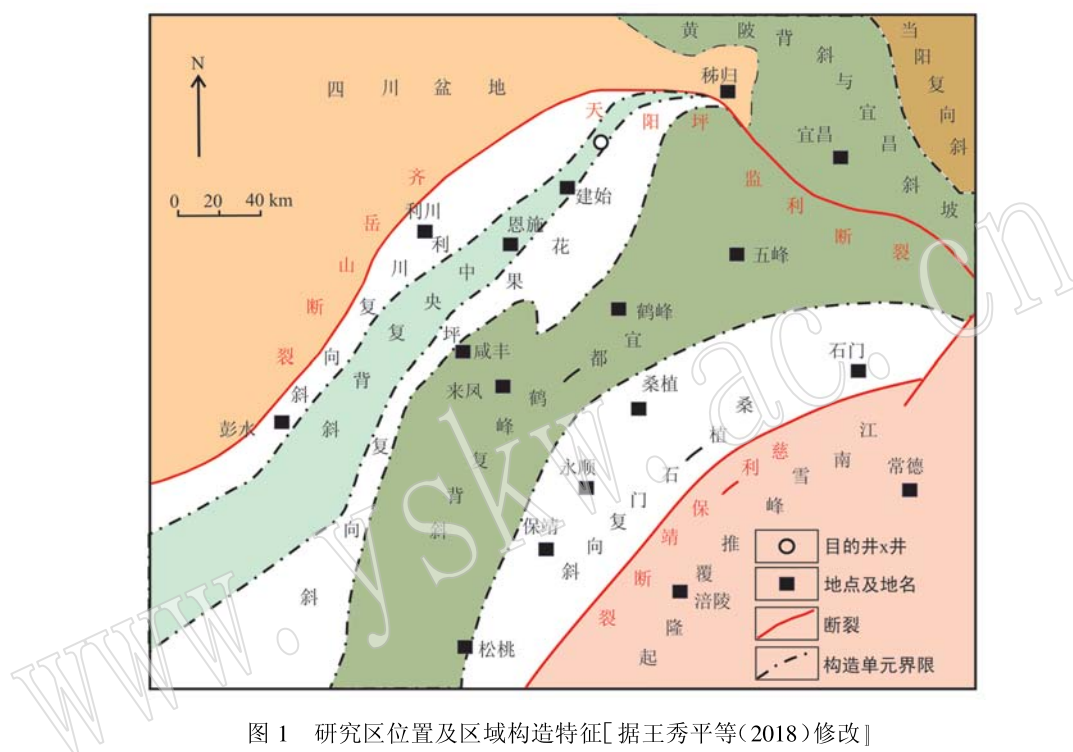 N
0 20 40 km
四川盆地
黄陵背斜与宜昌斜坡
当阳复向斜
秭归
宜昌
天阳坪监利断裂
齐岳山断裂
建始
利川
恩施
五峰
鹤峰
咸丰
来凤
彭水
利川复向斜
中央复背斜
花果坪复向斜
宜都—鹤峰复背斜
桑植
石门
桑植—石门复向斜
永顺
保靖
松桃
慈利—保靖断裂
江南雪峰推覆隆起
常德
涪陵
目的井x井
地点及地名
断裂
构造单元界限
www.yskw.ac.cn
图 1 研究区位置及区域构造特征[据王秀平等(2018)修改]